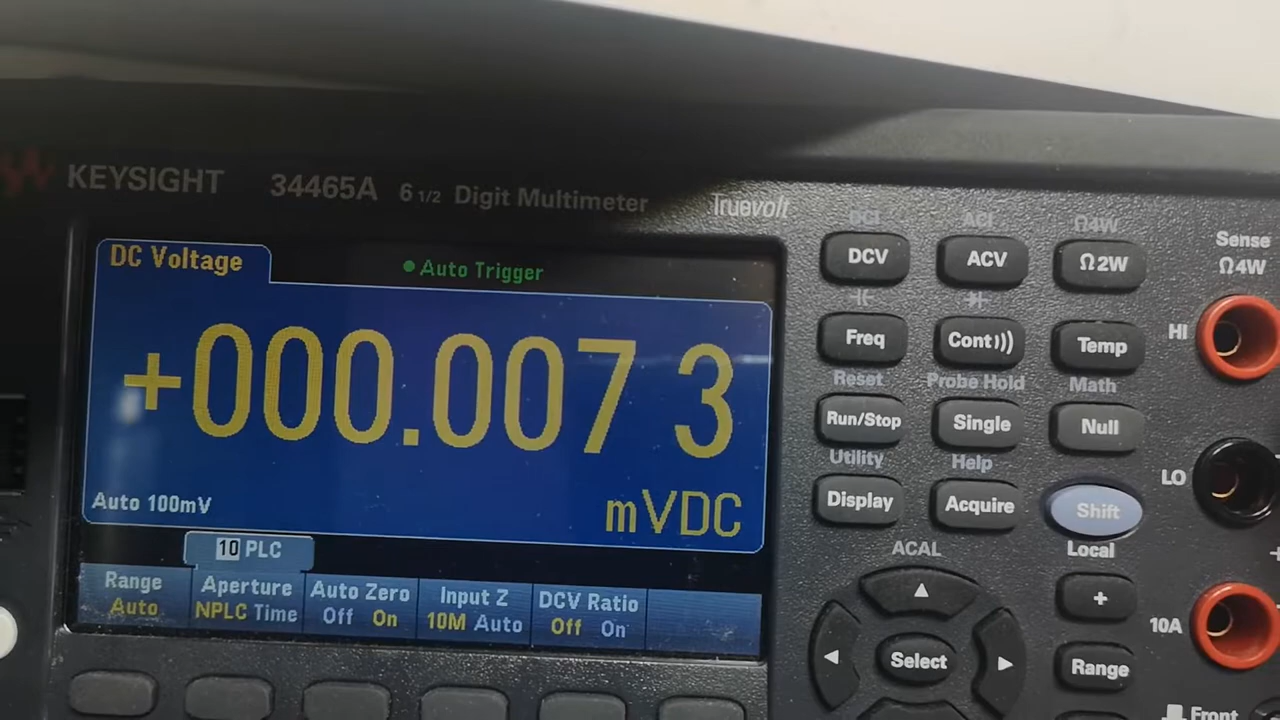 KEYSIGHT 34465A 6 1/2 Digit Multimeter
Truevolt
DC Voltage
Auto Trigger
+000.007 3
mVDC
Auto 100mV
10 PLC
Range
Auto
Aperture
NPLC Time
Auto Zero
Off On
Input Z
10M Auto
DCV Ratio
Off On
DCI ACI Ω4W
DCV ACV Ω2W
Freq Cont))) Temp
Reset Probe Hold Math
Run/Stop Single Null
Utility Help
Display Acquire Shift
Local
ACAL
+
Select
Range
Sense
Ω4W
HI
LO
10A
Front